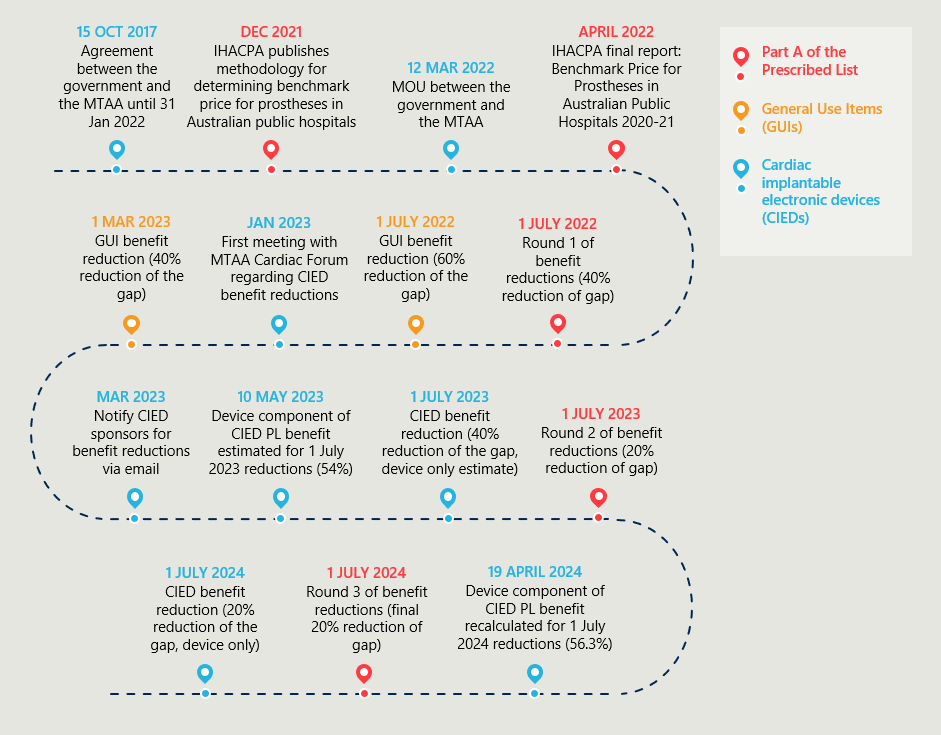 15 OCT 2017
Agreement
between the
government and
the MTAA until 31
Jan 2022
DEC 2021
IHACPA publishes
methodology for
determining benchmark
price for prostheses in
Australian public hospitals
12 MAR 2022
MOU between the
government and
the MTAA
APRIL 2022
IHACPA final report:
Benchmark Price for
Prostheses in
Australian Public
Hospitals 2020-21
Part A of the
Prescribed List
General Use Items
(GUIs)
Cardiac
implantable
electronic devices
(CIEDs)
1 MAR 2023
GUI benefit
reduction (40%
reduction of the
gap)
JAN 2023
First meeting with
MTAA Cardiac Forum
regarding CIED
benefit reductions
1 JULY 2022
GUI benefit
reduction (60%
reduction of the
gap)
1 JULY 2022
Round 1 of
benefit
reductions (40%
reduction of gap)
MAR 2023
Notify CIED
sponsors for
benefit reductions
via email
10 MAY 2023
Device component of
CIED PL benefit
estimated for 1 July
2023 reductions (54%)
1 JULY 2023
CIED benefit
reduction (40%
reduction of the gap,
device only estimate)
1 JULY 2023
Round 2 of benefit
reductions (20%
reduction of gap)
1 JULY 2024
CIED benefit
reduction (20%
reduction of the
gap, device only)
1 JULY 2024
Round 3 of benefit
reductions (final
20% reduction of
gap)
19 APRIL 2024
Device component of
CIED PL benefit
recalculated for 1 July
2024 reductions (56.3%)